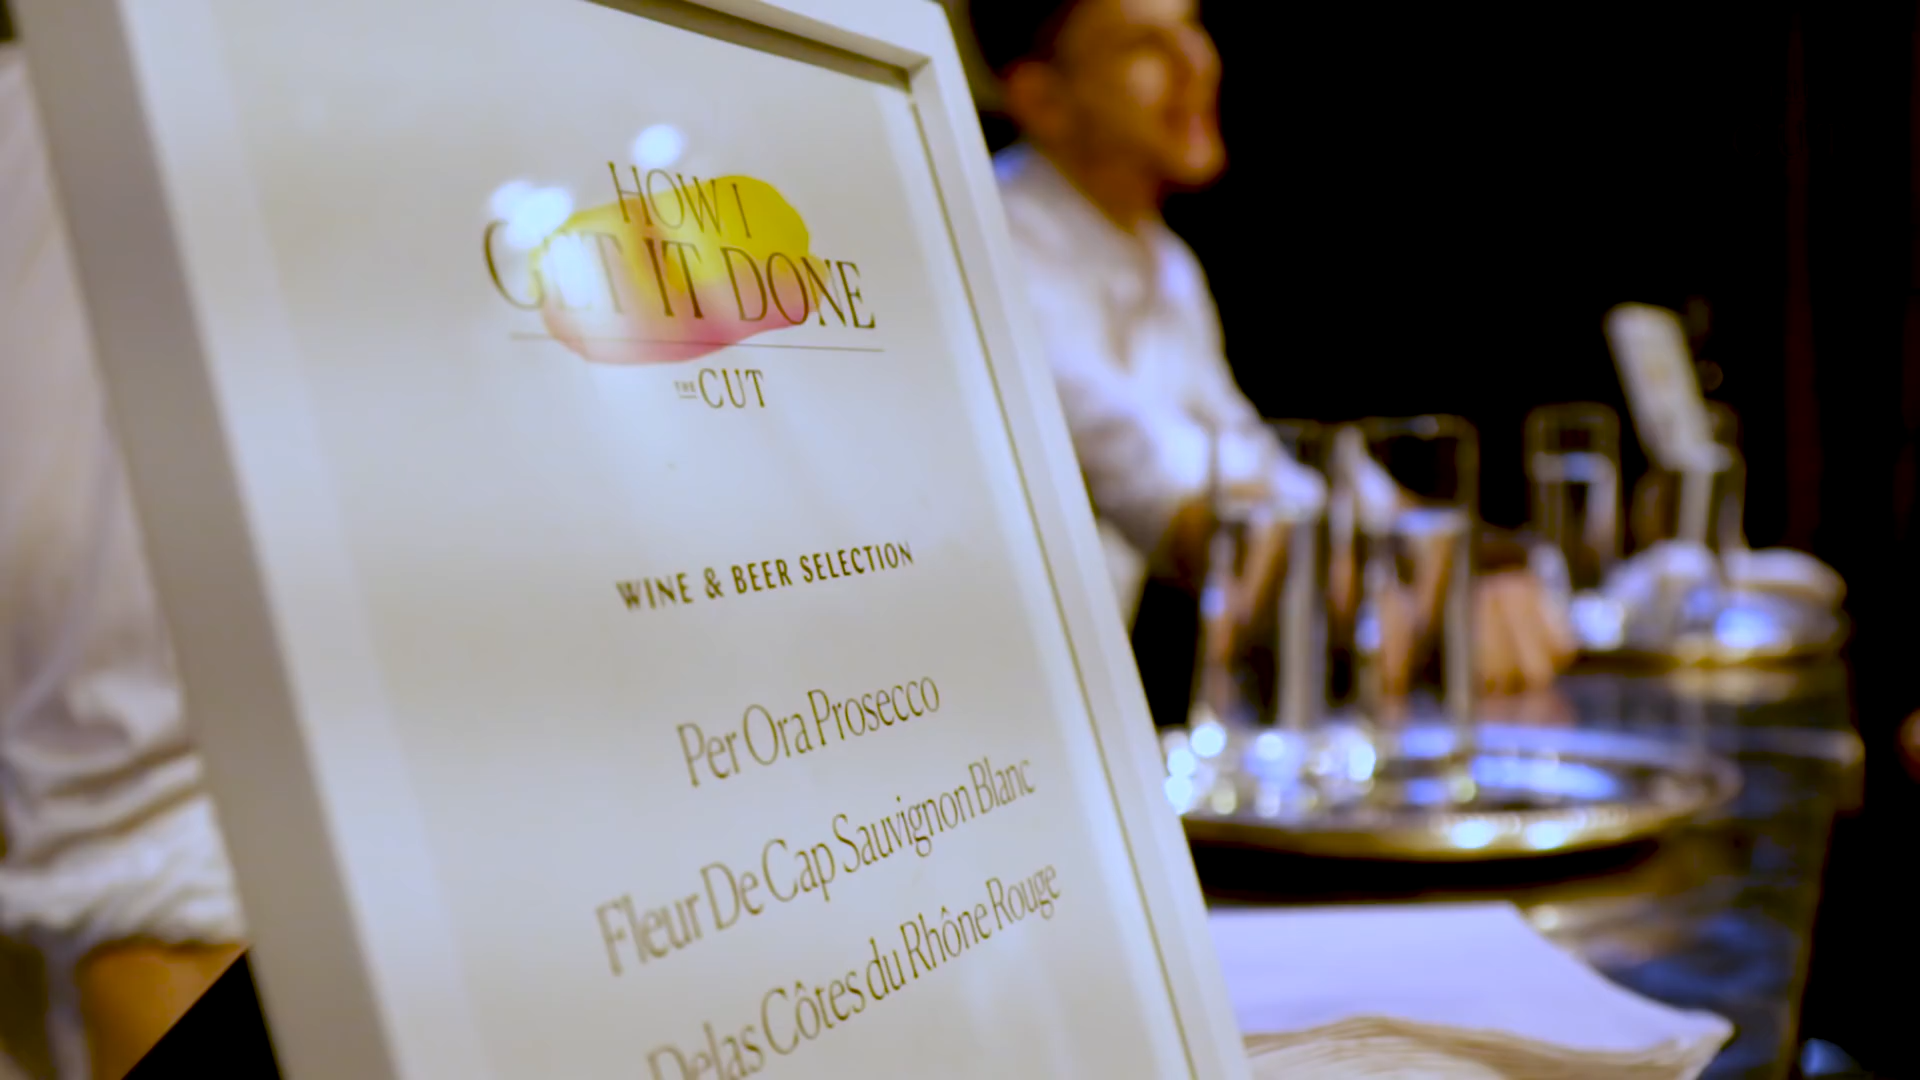 HOW I
GET IT DONE
THE CUT
WINE & BEER SELECTION
Per Ora Prosecco
Fleur De Cap Sauvignon Blanc
Delas Côtes du Rhône Rouge